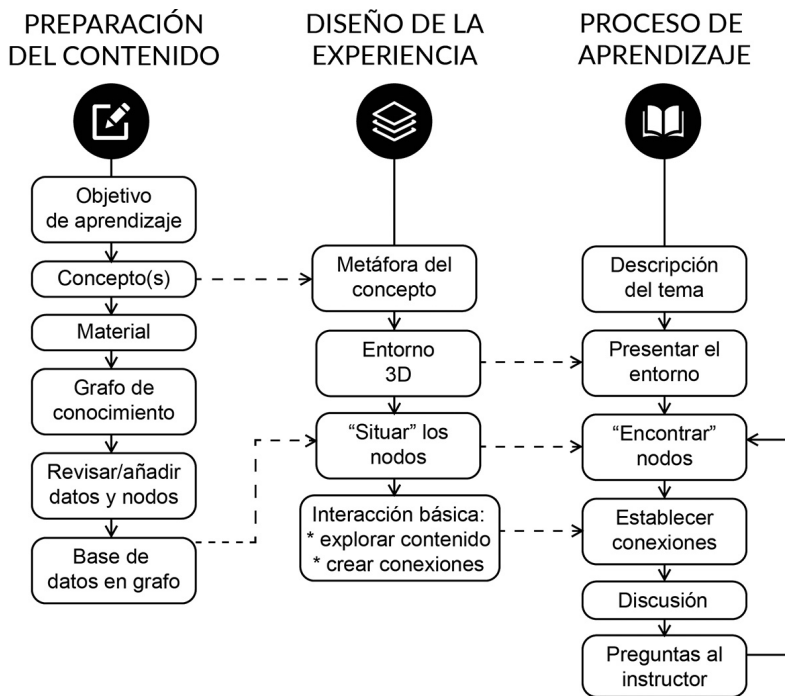 PREPARACIÓN
DEL CONTENIDO
Objetivo
de aprendizaje
Concepto(s)
Material
Grafo de
conocimiento
Revisar/añadir
datos y nodos
Base de
datos en grafo
DISEÑO DE LA
EXPERIENCIA
Metáfora del
concepto
Entorno
3D
“Situar” los
nodos
Interacción básica:
* explorar contenido
* crear conexiones
PROCESO DE
APRENDIZAJE
Descripción
del tema
Presentar el
entorno
“Encontrar”
nodos
Establecer
conexiones
Discusión
Preguntas al
instructor